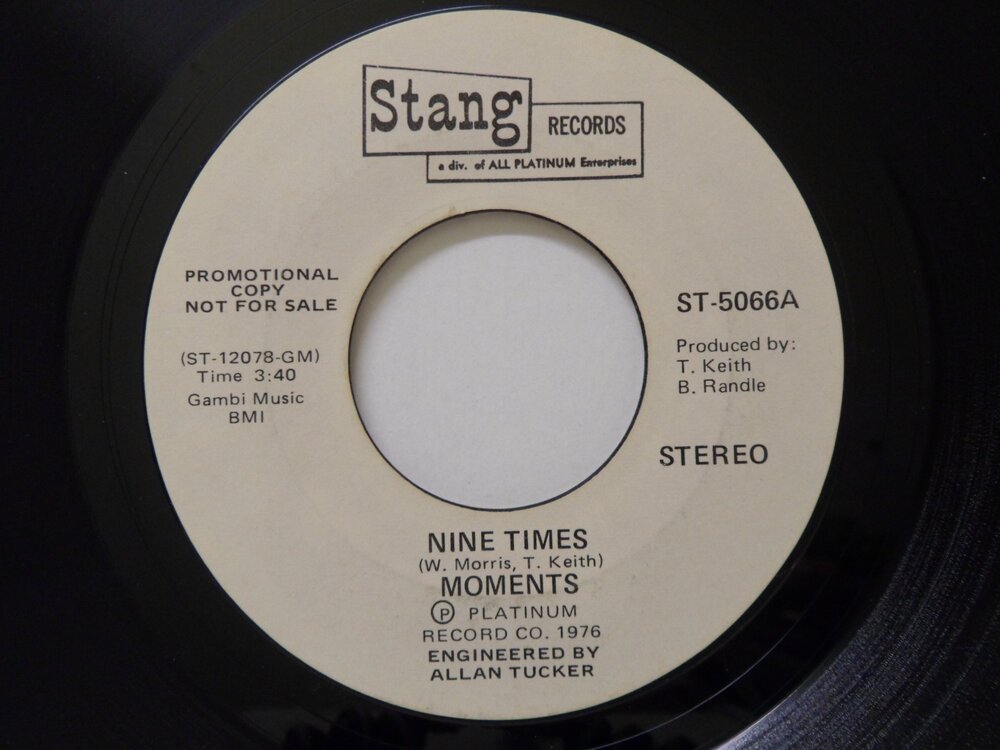 Stang
RECORDS
a div. of ALL PLATINUM Enterprises
PROMOTIONAL
COPY
NOT FOR SALE
(ST-12078-GM)
Time 3:40
Gambi Music
BMI
ST-5066A
Produced by:
T. Keith
B. Randle
STEREO
NINE TIMES
(W. Morris, T. Keith)
MOMENTS
Ⓟ PLATINUM
RECORD CO. 1976
ENGINEERED BY
ALLAN TUCKER